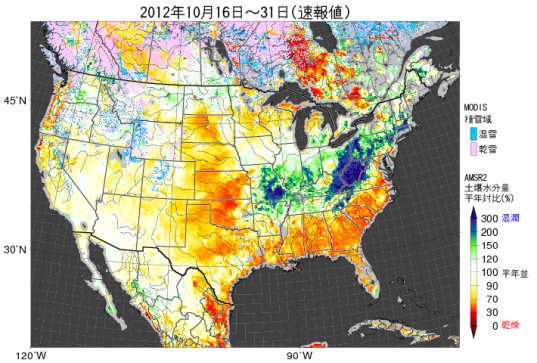 2012年10月16日～31日(速報値)
45°N
30°N
120°W
90°W
MODIS
積雪域
湿雪
乾雪
AMSR2
土壌水分量
平年対比(%)
300 湿潤
200
150
120
100 平年並
90
70
30
0 乾燥